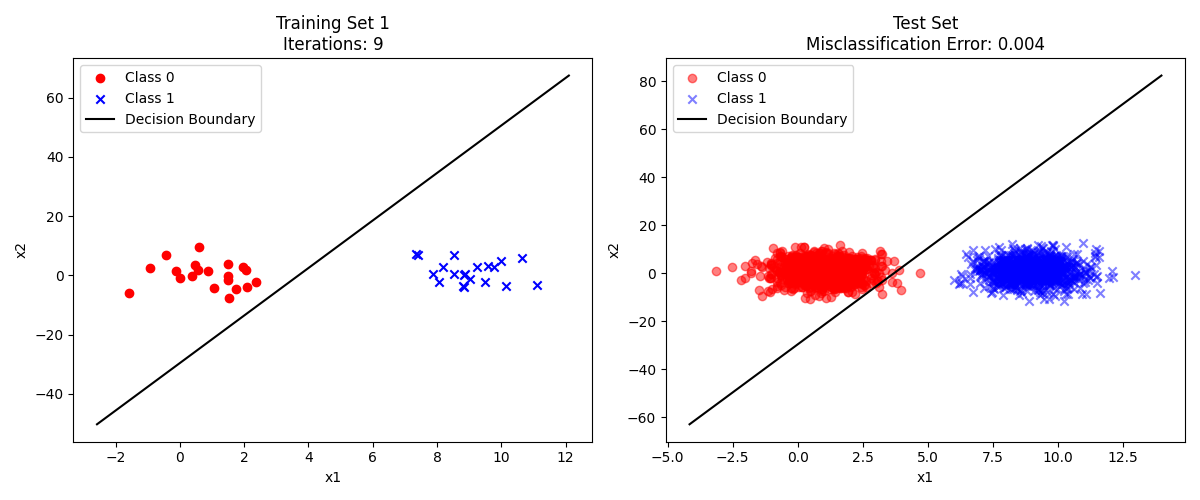 Training Set 1
Iterations: 9
Class 0
Class 1
Decision Boundary
60
40
20
0
−20
−40
x2
−2
0
2
4
6
8
10
12
x1
Test Set
Misclassification Error: 0.004
Class 0
Class 1
Decision Boundary
80
60
40
20
0
−20
−40
−60
x2
−5.0
−2.5
0.0
2.5
5.0
7.5
10.0
12.5
x1